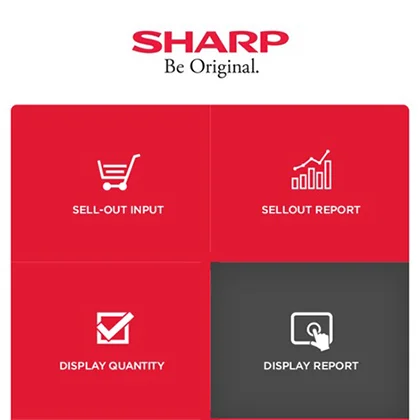 SHARP
Be Original.
SELL-OUT INPUT
SELLOUT REPORT
DISPLAY QUANTITY
DISPLAY REPORT